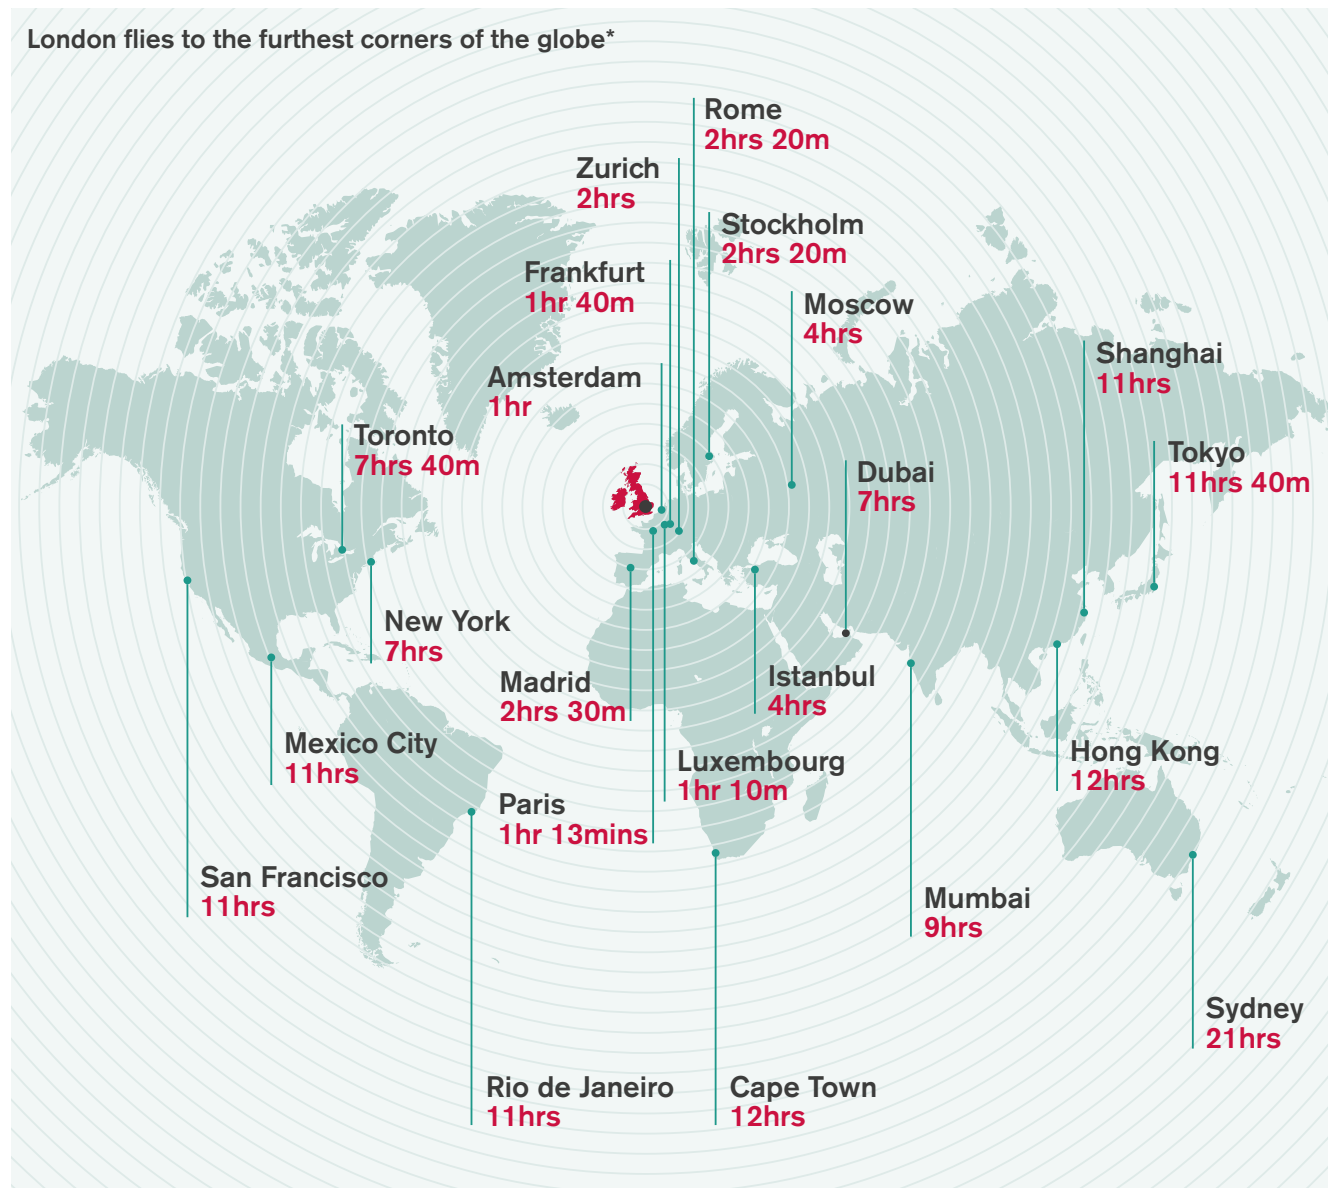 London flies to the furthest corners of the globe*
Rome
2hrs 20m
Zurich
2hrs
Stockholm
2hrs 20m
Frankfurt
1hr 40m
Moscow
4hrs
Shanghai
11hrs
Amsterdam
1hr
Toronto
7hrs 40m
Tokyo
11hrs 40m
Dubai
7hrs
New York
7hrs
Madrid
2hrs 30m
Istanbul
4hrs
Mexico City
11hrs
Hong Kong
12hrs
Luxembourg
1hr 10m
Paris
1hr 13mins
San Francisco
11hrs
Mumbai
9hrs
Sydney
21hrs
Rio de Janeiro
11hrs
Cape Town
12hrs